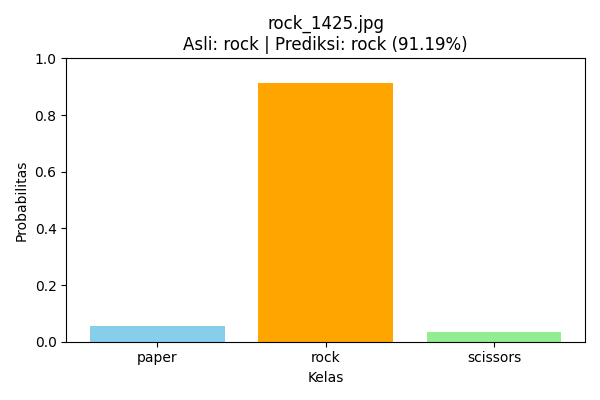 rock_1425.jpg
Asli: rock | Prediksi: rock (91.19%)
1.0
0.8
0.6
0.4
0.2
0.0
Probabilitas
paper
rock
scissors
Kelas